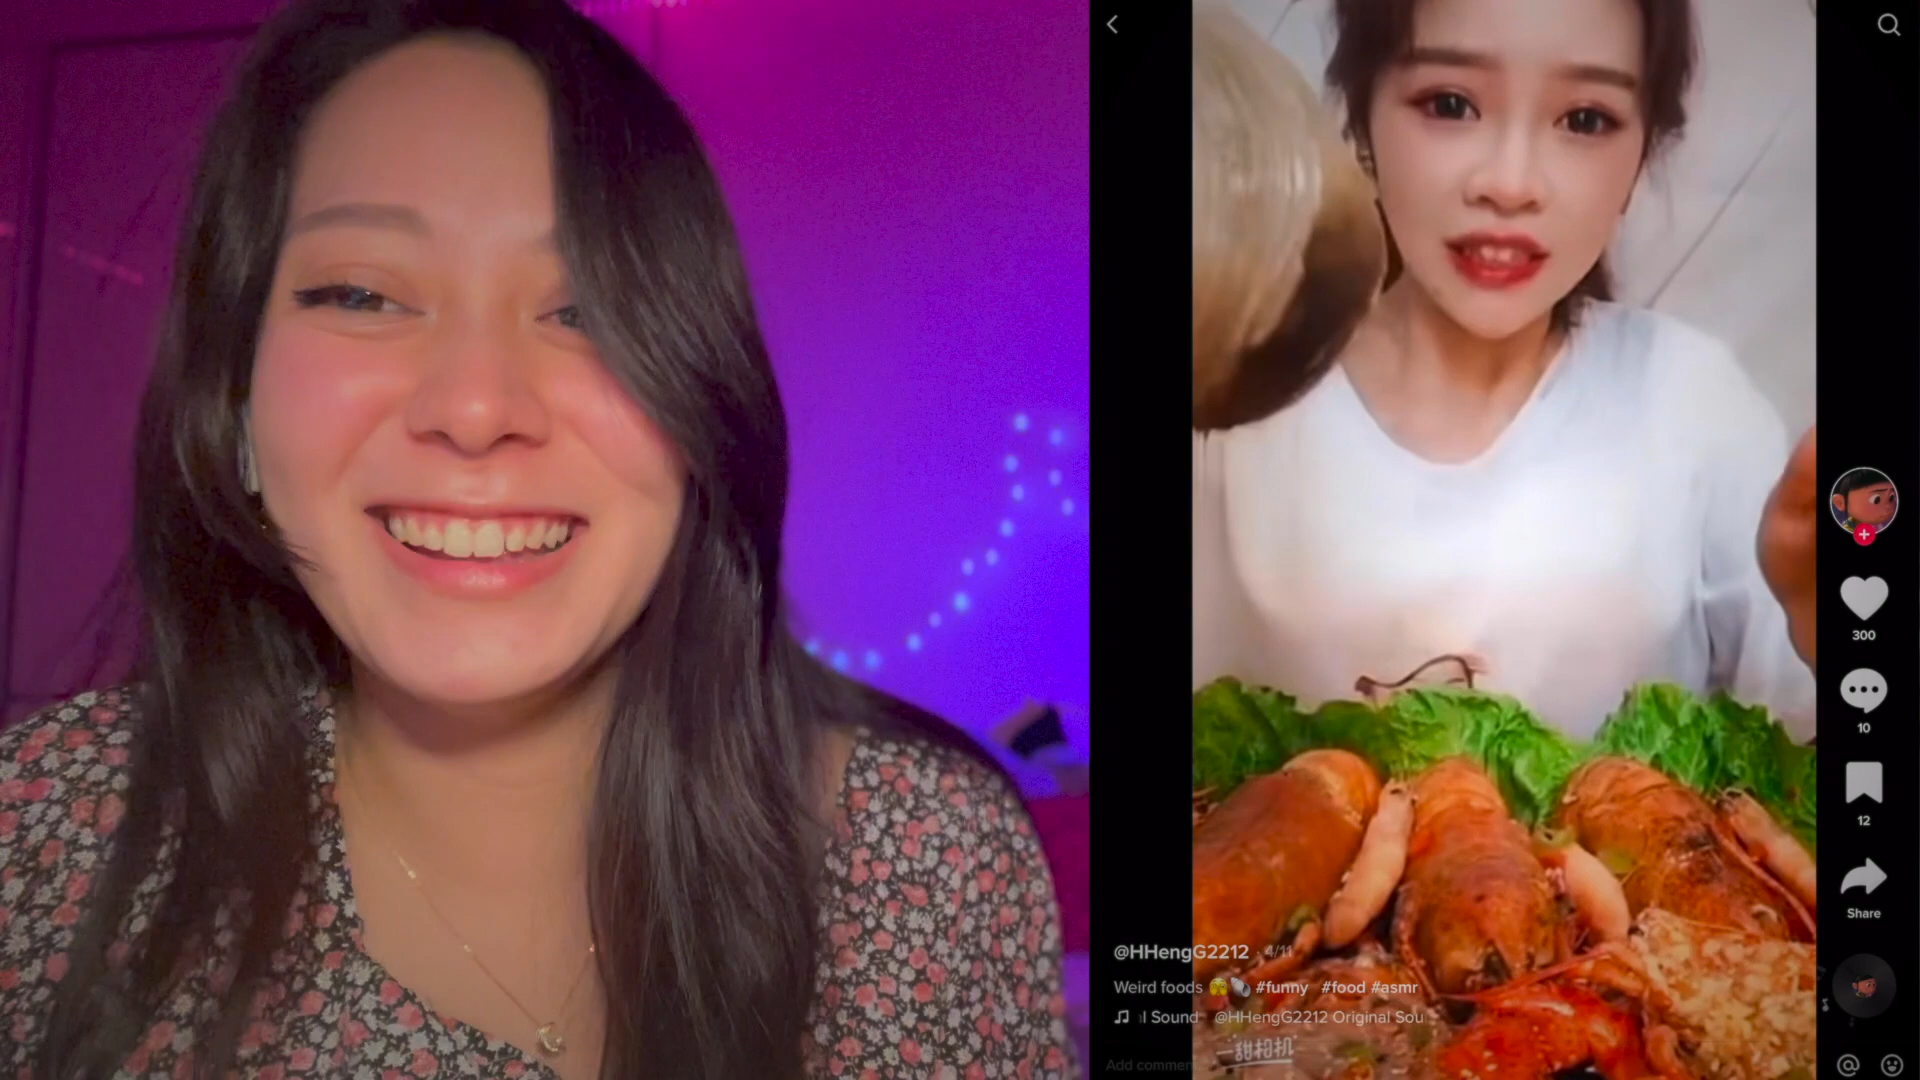 300
10
12
Share
@HHengG2212 · 4/11
Weird foods #funny #food #asmr
l Sound @HHengG2212 Original Sou
一甜相机
Add commen